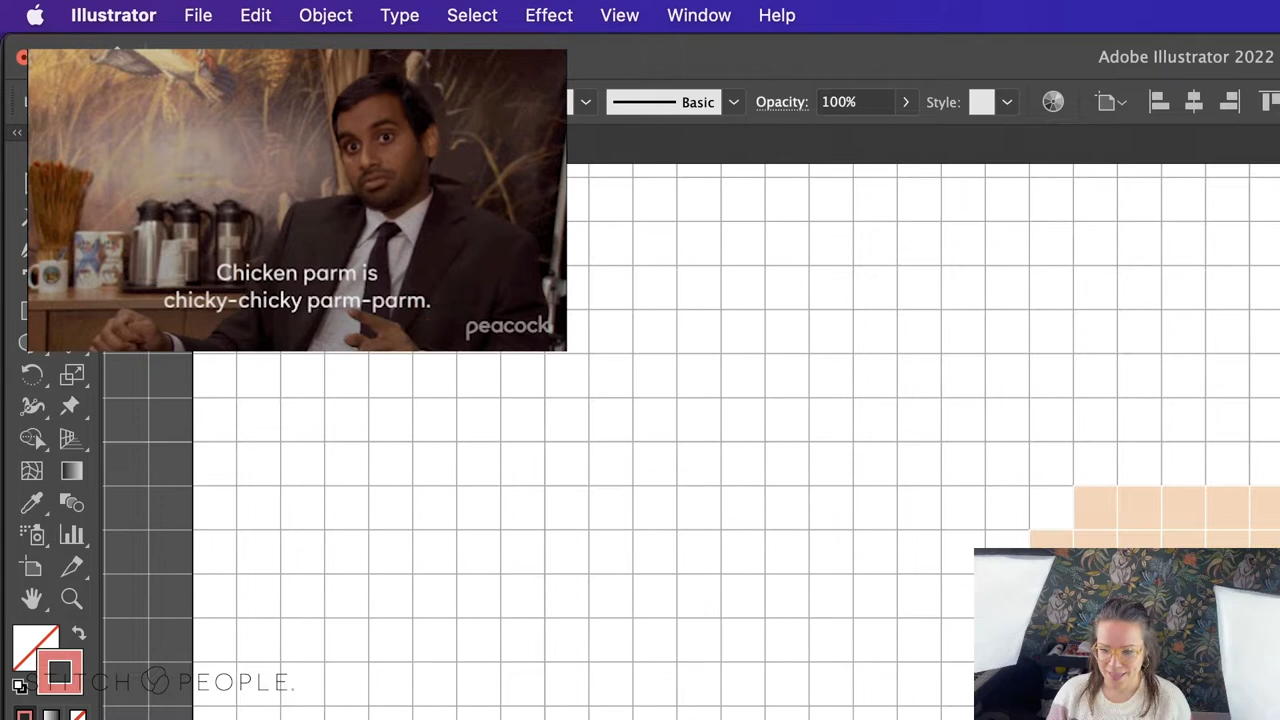 Illustrator File Edit Object Type Select Effect View Window Help
Adobe Illustrator 2022
Basic Opacity: 100% Style:
Chicken parm is
chicky-chicky parm-parm.
peacock
STITCH PEOPLE.